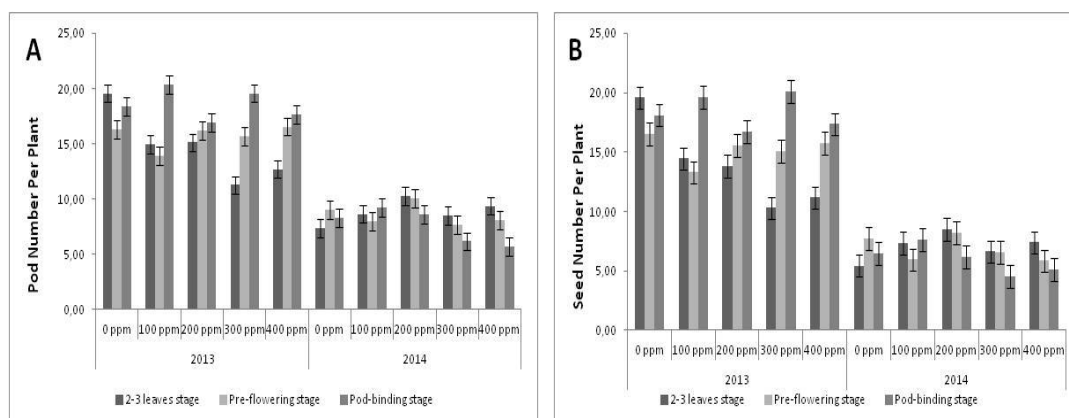 A
Pod Number Per Plant
25,00
20,00
15,00
10,00
5,00
0,00
0 ppm 100 ppm 200 ppm 300 ppm 400 ppm 0 ppm 100 ppm 200 ppm 300 ppm 400 ppm
2013 2014
2-3 leaves stage Pre-flowering stage Pod-binding stage
B
Seed Number Per Plant
25,00
20,00
15,00
10,00
5,00
0,00
0 ppm 100 ppm 200 ppm 300 ppm 400 ppm 0 ppm 100 ppm 200 ppm 300 ppm 400 ppm
2013 2014
2-3 leaves stage Pre-flowering stage Pod-binding stage